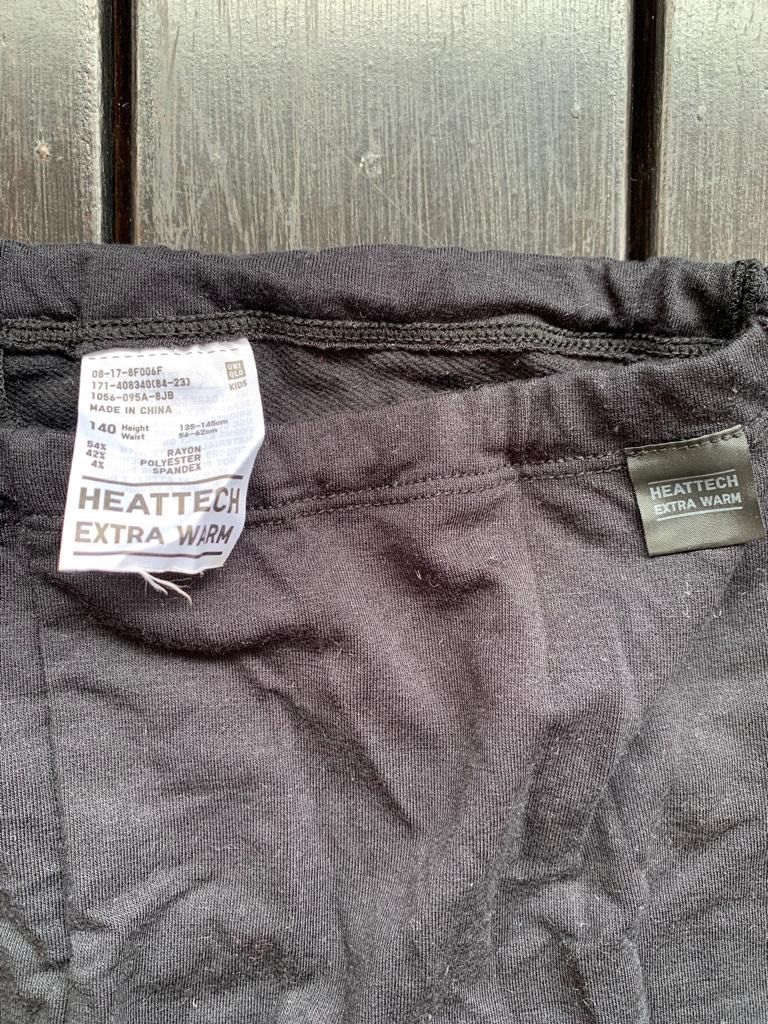 08-17-8F006F
171-408340(84-23)
1056-095A-8JB
MADE IN CHINA
UNI
QLO
KIDS
140 Height 135-145cm
Waist 56-62cm
54% RAYON
42% POLYESTER
4% SPANDEX
HEATTECH
EXTRA WARM
HEATTECH
EXTRA WARM